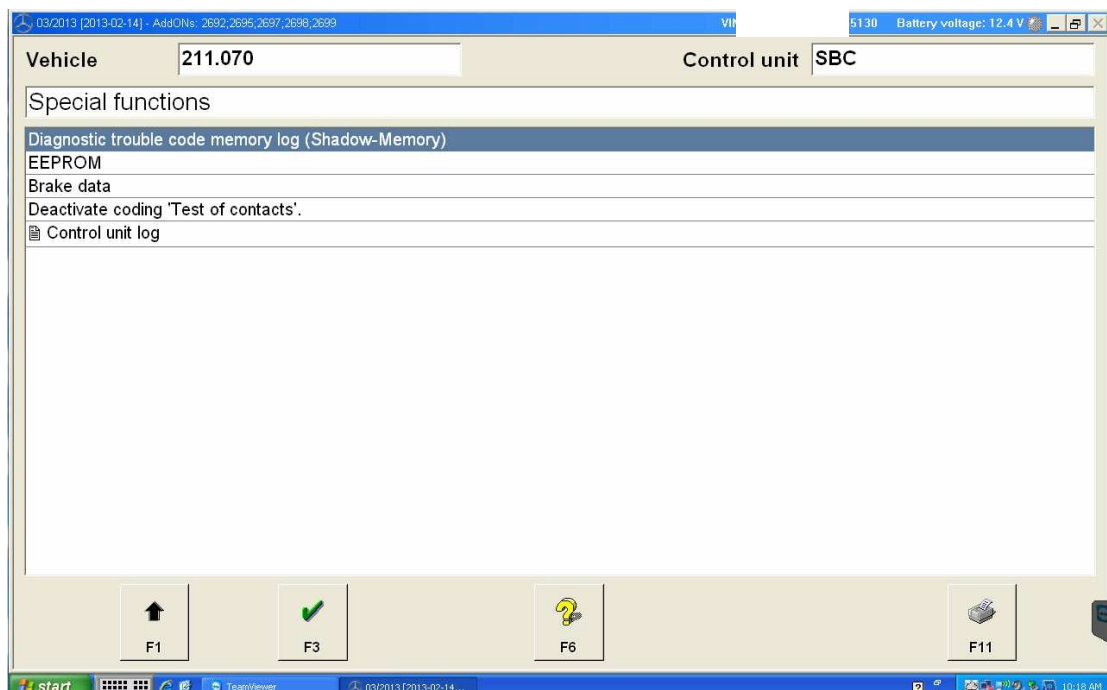 03/2013 [2013-02-14] - AddONs: 2692;2695;2697;2698;2699 VIN 5130 Battery voltage: 12.4 V
Vehicle 211.070 Control unit SBC
Special functions
Diagnostic trouble code memory log (Shadow-Memory)
EEPROM
Brake data
Deactivate coding 'Test of contacts'.
Control unit log
F1 F3 F6 F11
start TeamViewer 03/2013 [2013-02-14... 10:18 AM